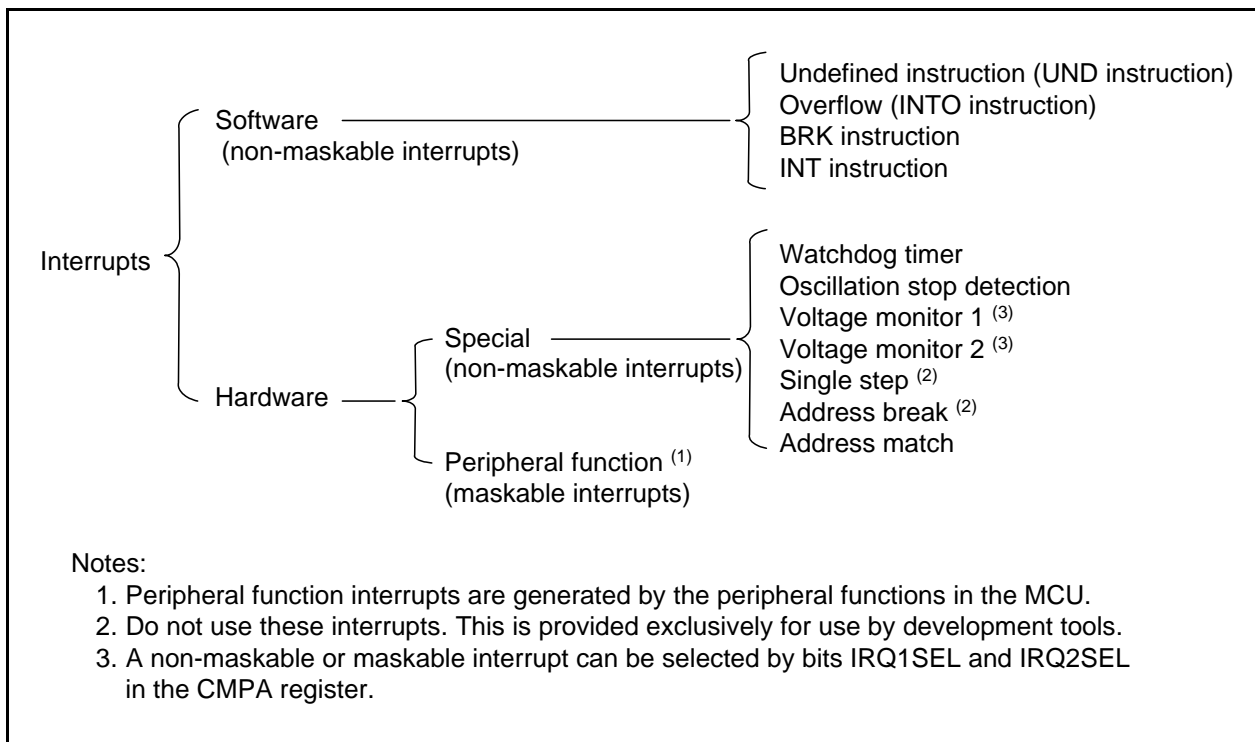 Undefined instruction (UND instruction)
Overflow (INTO instruction)
BRK instruction
INT instruction
Software
(non-maskable interrupts)
Interrupts
Watchdog timer
Oscillation stop detection
Voltage monitor 1 (3)
Voltage monitor 2 (3)
Single step (2)
Address break (2)
Address match
Special
(non-maskable interrupts)
Hardware
Peripheral function (1)
(maskable interrupts)
Notes:
1. Peripheral function interrupts are generated by the peripheral functions in the MCU.
2. Do not use these interrupts. This is provided exclusively for use by development tools.
3. A non-maskable or maskable interrupt can be selected by bits IRQ1SEL and IRQ2SEL
in the CMPA register.